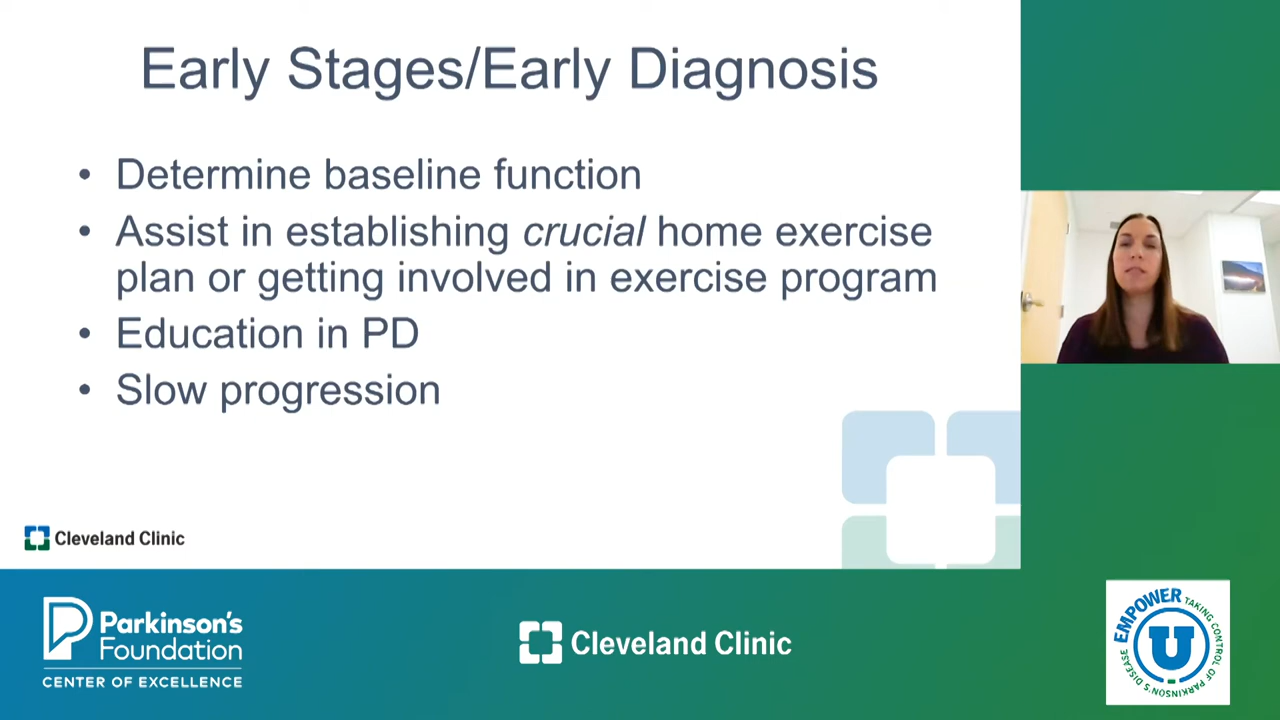 Early Stages/Early Diagnosis
• Determine baseline function
• Assist in establishing crucial home exercise
plan or getting involved in exercise program
• Education in PD
• Slow progression
Cleveland Clinic
Parkinson's
Foundation
CENTER OF EXCELLENCE
Cleveland Clinic
EMPOWER
TAKING CONTROL OF PARKINSON'S DISEASE
U